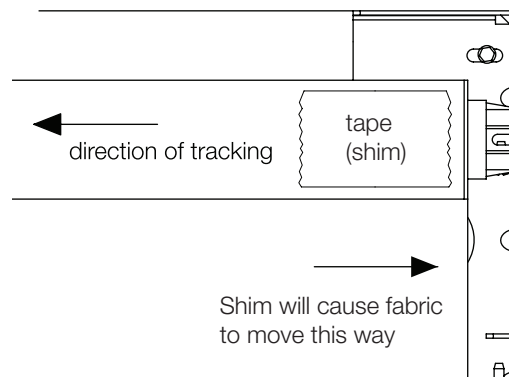 tape
(shim)
direction of tracking
Shim will cause fabric
to move this way